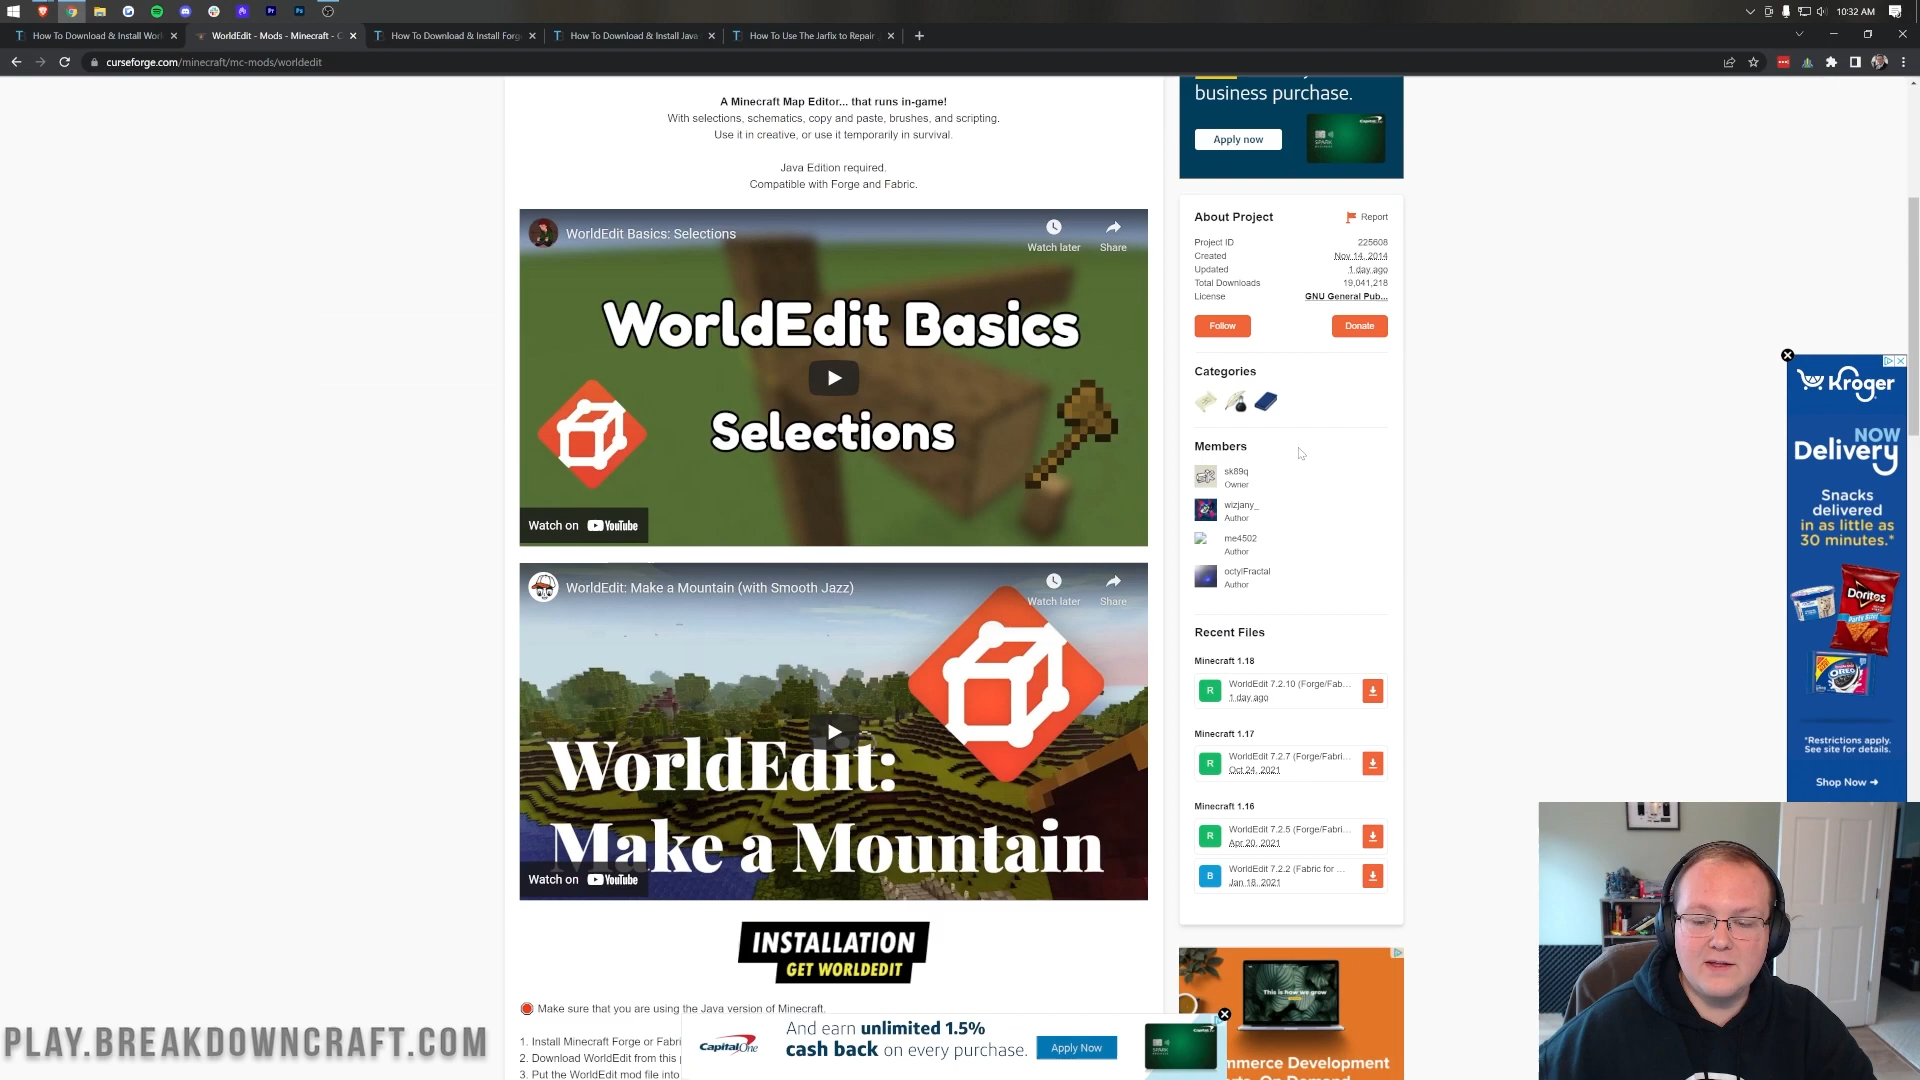 10:32 AM
How To Download & Install Wor
WorldEdit - Mods - Minecraft - C
How To Download & Install Forg
How To Download & Install Java
How To Use The Jarfix to Repair
curseforge.com/minecraft/mc-mods/worldedit
A Minecraft Map Editor... that runs in-game!
With selections, schematics, copy and paste, brushes, and scripting.
Use it in creative, or use it temporarily in survival.
Java Edition required.
Compatible with Forge and Fabric.
WorldEdit Basics: Selections
Watch later
Share
WorldEdit Basics
Selections
Watch on YouTube
WorldEdit: Make a Mountain (with Smooth Jazz)
Watch later
Share
WorldEdit:
Make a Mountain
Watch on YouTube
INSTALLATION
GET WORLDEDIT
Make sure that you are using the Java version of Minecraft.
1. Install Minecraft Forge or Fabri
2. Download WorldEdit from this
3. Put the WorldEdit mod file into
business purchase.
Apply now
Capital One
SPARK
About Project
Report
Project ID 225608
Created Nov 14, 2014
Updated 1 day ago
Total Downloads 19,041,218
License GNU General Pub...
Follow
Donate
Categories
Members
sk89q
Owner
wizjany_
Author
me4502
Author
octylFractal
Author
Recent Files
Minecraft 1.18
R WorldEdit 7.2.10 (Forge/Fab...
1 day ago
Minecraft 1.17
R WorldEdit 7.2.7 (Forge/Fabri...
Oct 24, 2021
Minecraft 1.16
R WorldEdit 7.2.5 (Forge/Fabri...
Apr 20, 2021
B WorldEdit 7.2.2 (Fabric for ...
Jan 18, 2021
This is how we grow
mmerce Development
On Demand
Capital One
And earn unlimited 1.5%
cash back on every purchase.
Apply Now
Kroger
NOW
Delivery
Snacks
delivered
in as little as
30 minutes.*
Doritos
OREO
*Restrictions apply.
See site for details.
Shop Now →
PLAY.BREAKDOWNCRAFT.COM